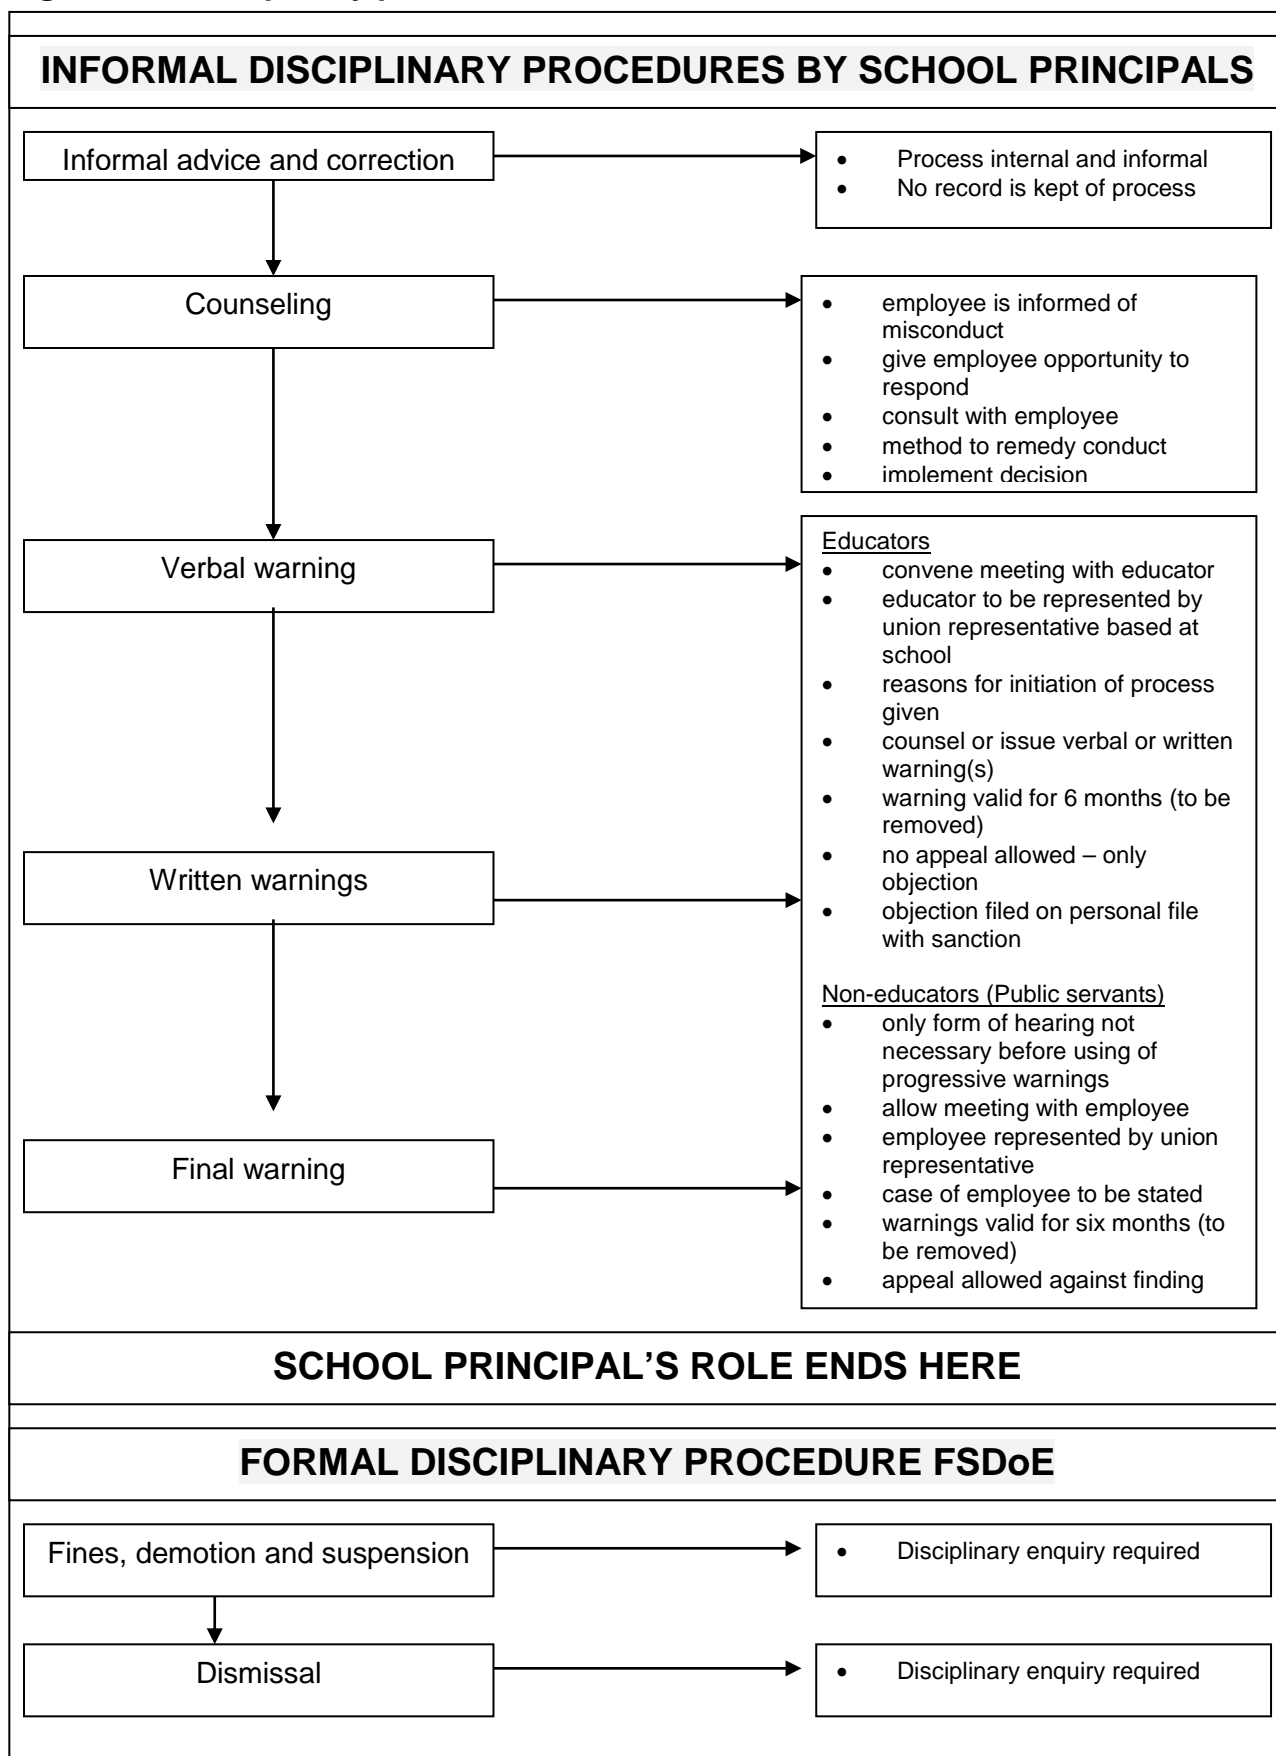 INFORMAL DISCIPLINARY PROCEDURES BY SCHOOL PRINCIPALS
Informal advice and correction
• Process internal and informal
• No record is kept of process
Counseling
• employee is informed of
misconduct
• give employee opportunity to
respond
• consult with employee
• method to remedy conduct
• implement decision
Verbal warning
Educators
• convene meeting with educator
• educator to be represented by
union representative based at
school
• reasons for initiation of process
given
• counsel or issue verbal or written
warning(s)
• warning valid for 6 months (to be
removed)
• no appeal allowed – only
objection
• objection filed on personal file
with sanction
Written warnings
Non-educators (Public servants)
• only form of hearing not
necessary before using of
progressive warnings
• allow meeting with employee
• employee represented by union
representative
• case of employee to be stated
• warnings valid for six months (to
be removed)
• appeal allowed against finding
Final warning
SCHOOL PRINCIPAL’S ROLE ENDS HERE
FORMAL DISCIPLINARY PROCEDURE FSDoE
Fines, demotion and suspension
• Disciplinary enquiry required
Dismissal
• Disciplinary enquiry required